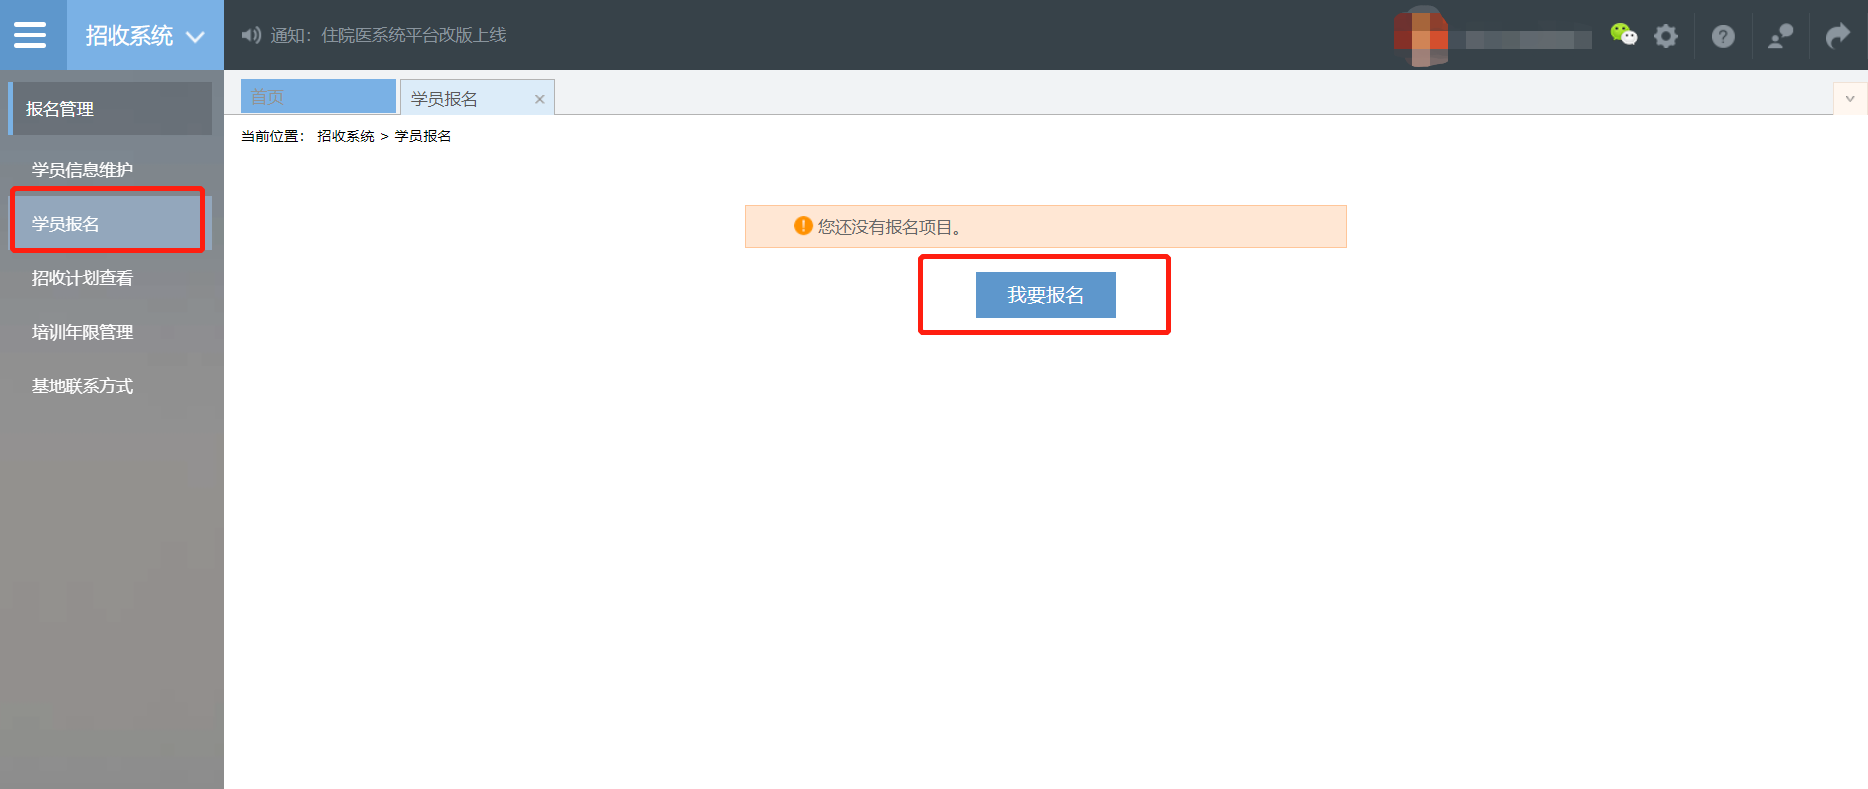 招收系统
通知：住院医系统平台改版上线
首页
学员报名
当前位置： 招收系统 > 学员报名
报名管理
学员信息维护
学员报名
招收计划查看
培训年限管理
基地联系方式
您还没有报名项目。
我要报名